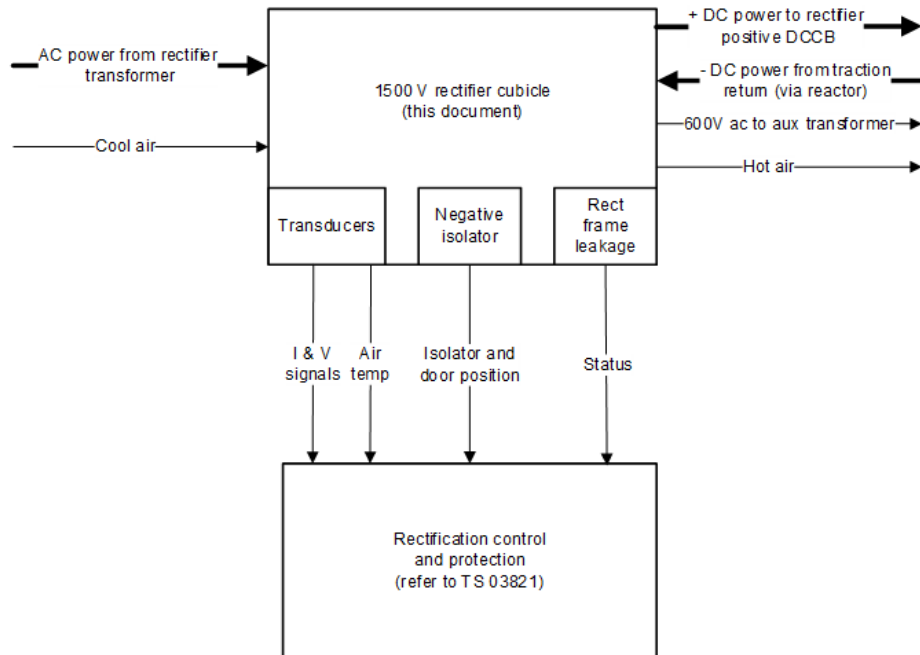 AC power from rectifier
transformer
Cool air
1500 V rectifier cubicle
(this document)
+ DC power to rectifier
positive DCCB
- DC power from traction
return (via reactor)
600V ac to aux transformer
Hot air
Transducers
Negative
isolator
Rect
frame
leakage
I & V
signals
Air
temp
Isolator and
door position
Status
Rectification control
and protection
(refer to TS 03821)